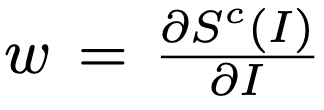 w = ∂S^c(I) / ∂I